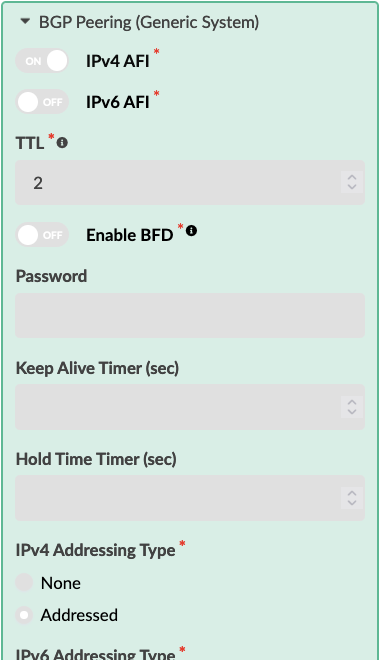 BGP Peering (Generic System)
ON IPv4 AFI *
OFF IPv6 AFI *
TTL *
2
OFF Enable BFD *
Password
Keep Alive Timer (sec)
Hold Time Timer (sec)
IPv4 Addressing Type *
None
Addressed
IPv6 Addressing Type *